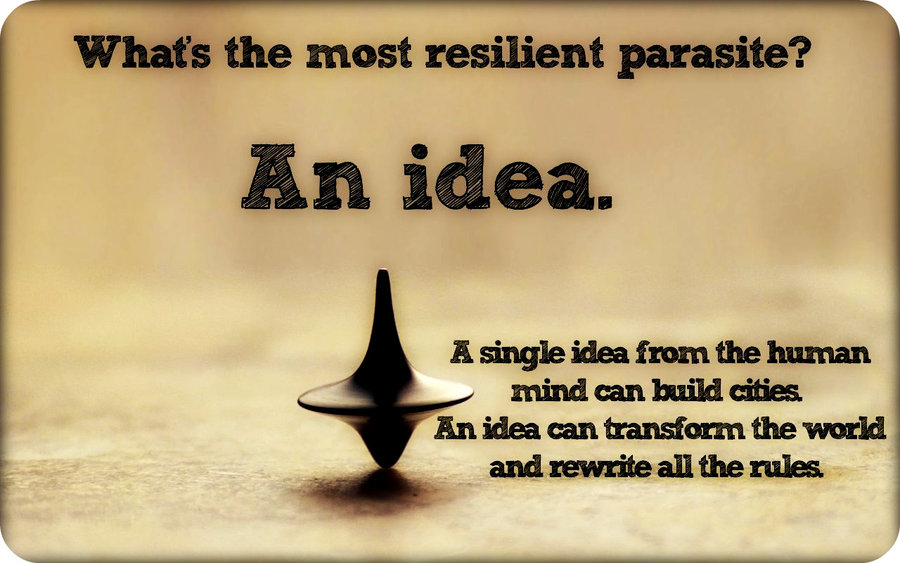 What's the most resilient parasite?
An idea.
A single idea from the human
mind can build cities.
An idea can transform the world
and rewrite all the rules.